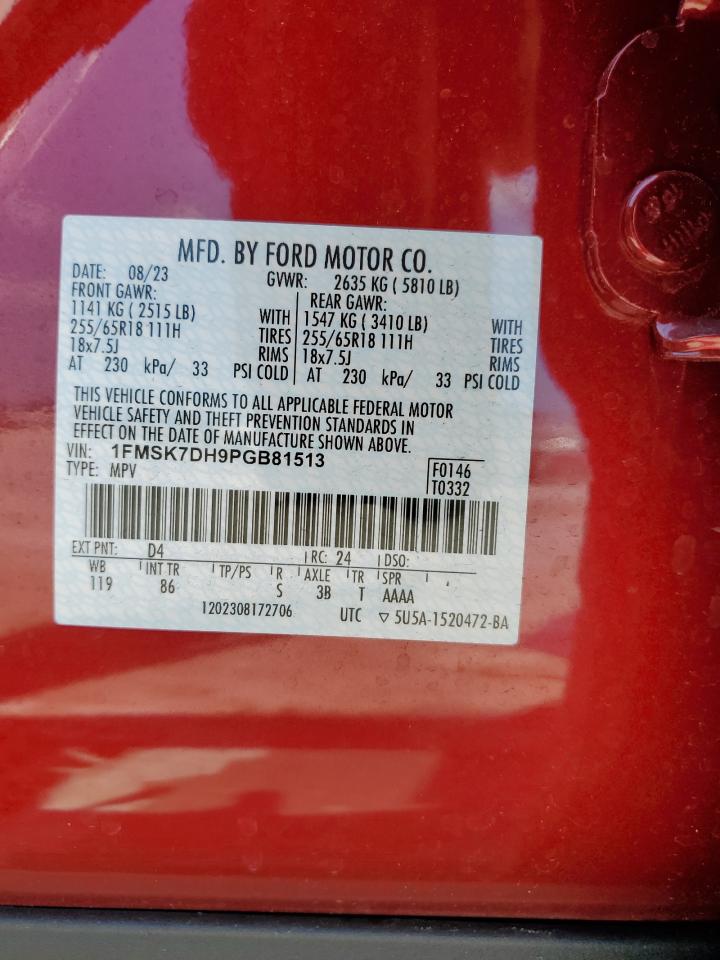 MFD. BY FORD MOTOR CO.
DATE: 08/23 GVWR: 2635 KG ( 5810 LB)
FRONT GAWR: REAR GAWR:
1141 KG ( 2515 LB) WITH 1547 KG ( 3410 LB) WITH
255/65R18 111H TIRES 255/65R18 111H TIRES
18x7.5J RIMS 18x7.5J RIMS
AT 230 kPa/ 33 PSI COLD AT 230 kPa/ 33 PSI COLD
THIS VEHICLE CONFORMS TO ALL APPLICABLE FEDERAL MOTOR
VEHICLE SAFETY AND THEFT PREVENTION STANDARDS IN
EFFECT ON THE DATE OF MANUFACTURE SHOWN ABOVE.
VIN: 1FMSK7DH9PGB81513
TYPE: MPV F0146
T0332
EXT PNT: D4 RC: 24 DSO:
WB INT TR TP/PS R AXLE TR SPR
119 86 S 3B T AAAA
1202308172706 UTC ▽ 5U5A-1520472-BA